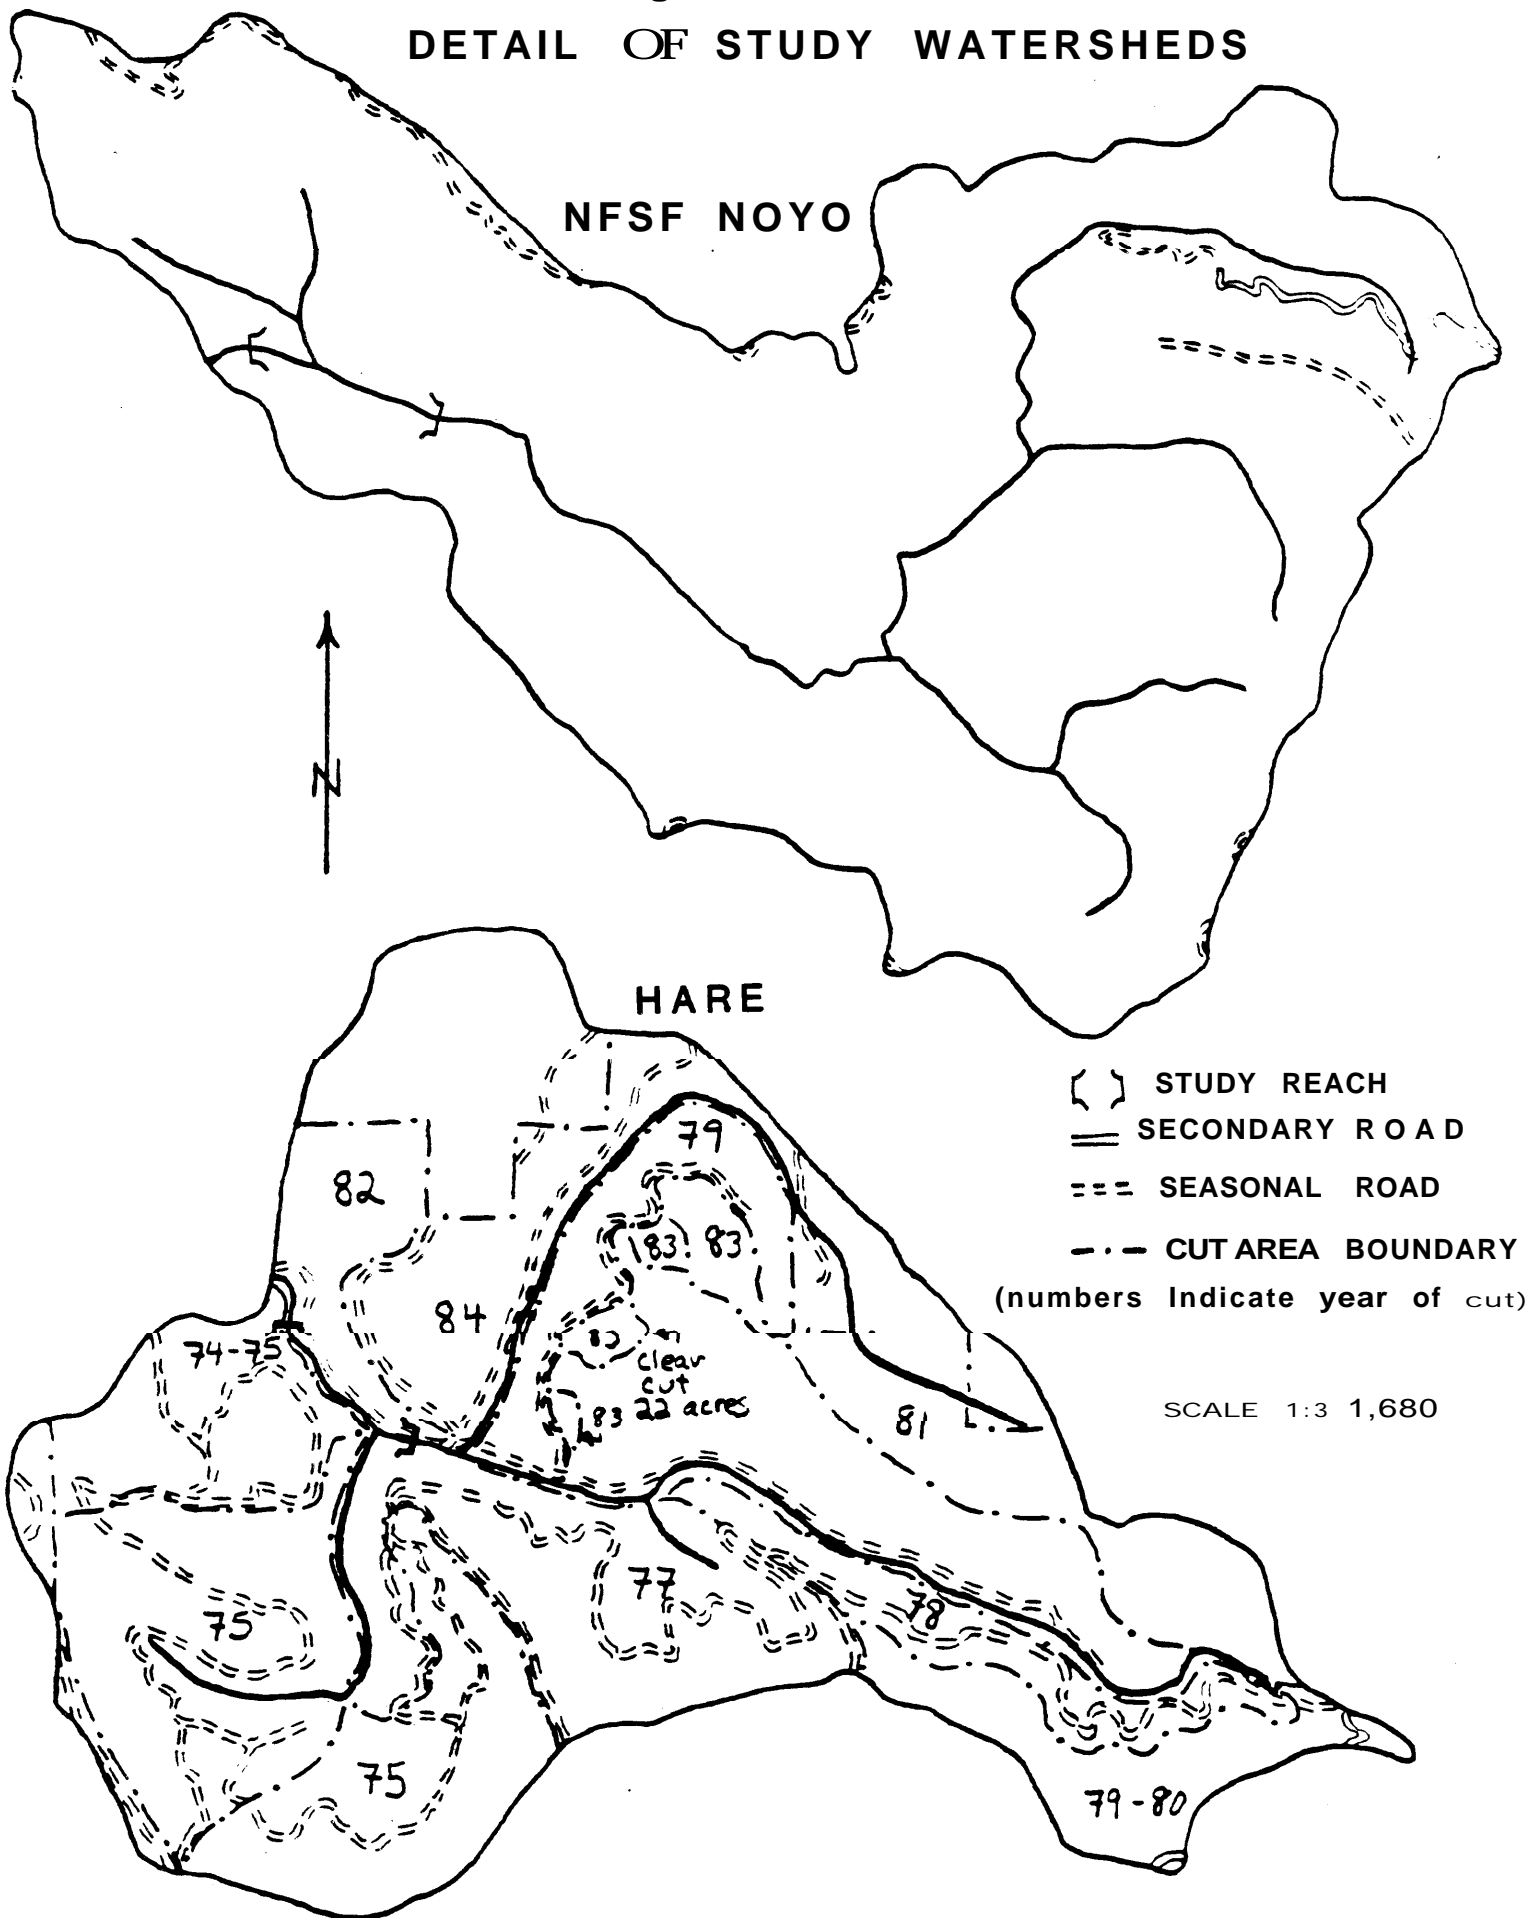 DETAIL OF STUDY WATERSHEDS
NFSF NOYO
N
HARE
STUDY REACH
SECONDARY ROAD
SEASONAL ROAD
CUT AREA BOUNDARY
(numbers Indicate year of cut)
SCALE 1:3 1,680
79
82
83 83
84
74-75
clear
cut
22 acres
83
81
77
75
78
75
79-80